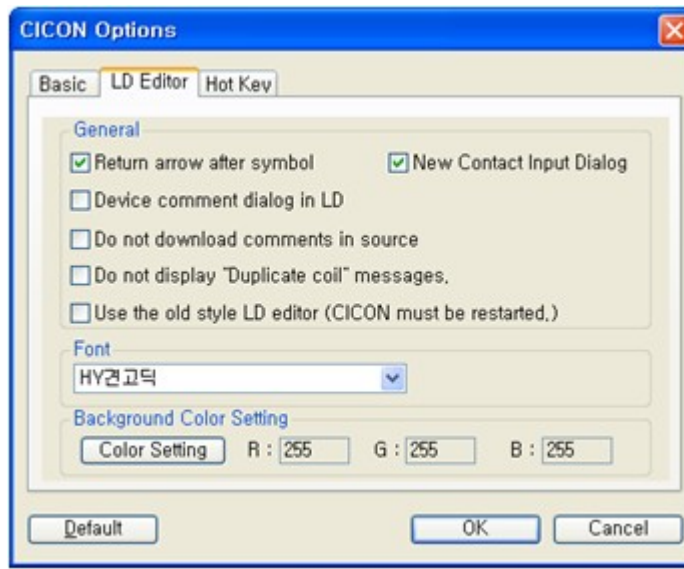 CICON Options
Basic LD Editor Hot Key
General
Return arrow after symbol New Contact Input Dialog
Device comment dialog in LD
Do not download comments in source
Do not display "Duplicate coil" messages.
Use the old style LD editor (CICON must be restarted.)
Font
HY견고딕
Background Color Setting
Color Setting R : 255 G : 255 B : 255
Default OK Cancel